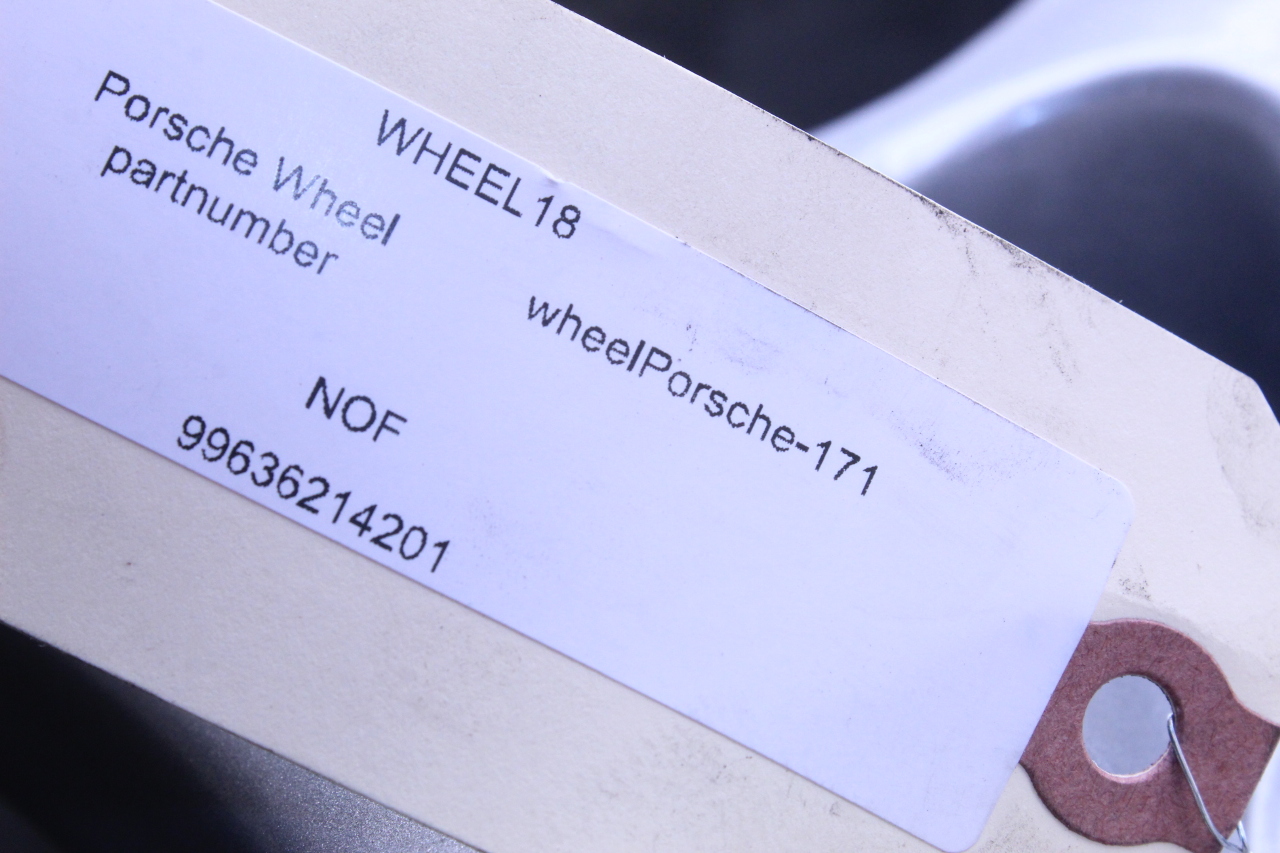 WHEEL18
Porsche Wheel
partnumber
wheelPorsche-171
NOF
99636214201